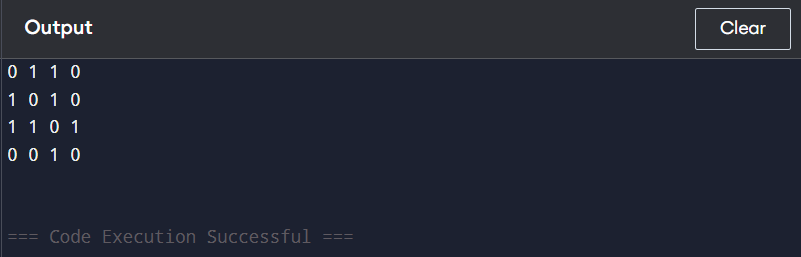 Output
Clear
0 1 1 0
1 0 1 0
1 1 0 1
0 0 1 0
=== Code Execution Successful ===